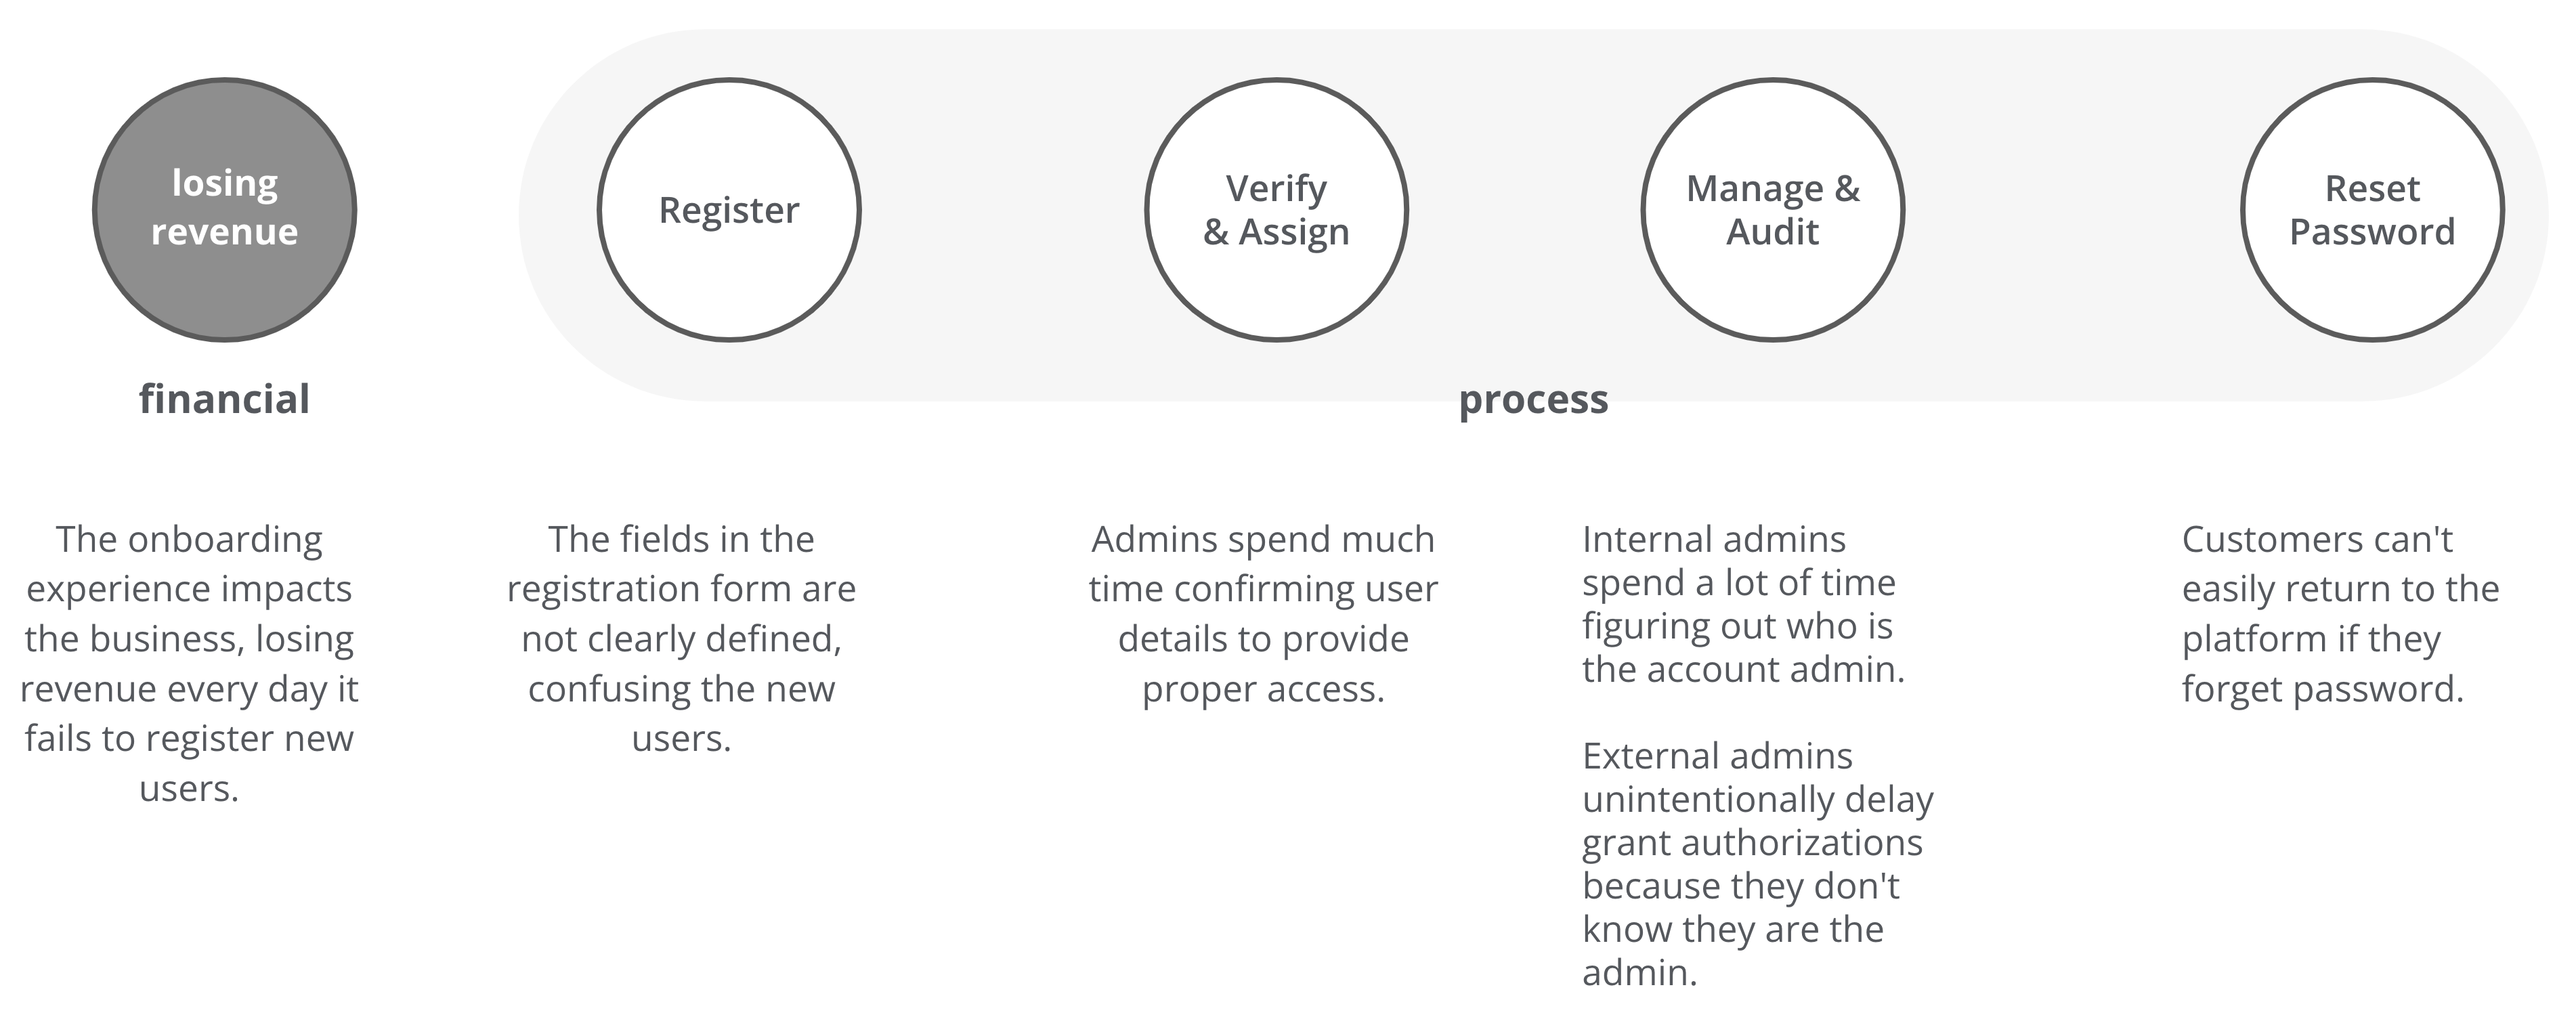 losing
revenue
financial
Register
Verify
& Assign
Manage &
Audit
Reset
Password
process
The onboarding
experience impacts
the business, losing
revenue every day it
fails to register new
users.
The fields in the
registration form are
not clearly defined,
confusing the new
users.
Admins spend much
time confirming user
details to provide
proper access.
Internal admins
spend a lot of time
figuring out who is
the account admin.
External admins
unintentionally delay
grant authorizations
because they don't
know they are the
admin.
Customers can't
easily return to the
platform if they
forget password.